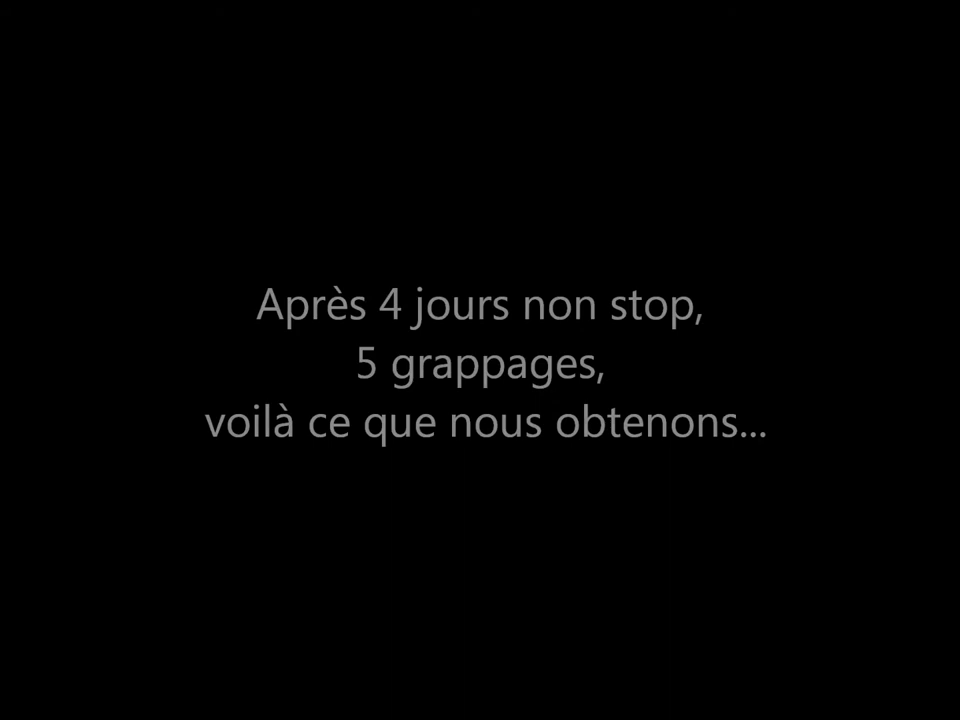 Après 4 jours non stop,
5 grappages,
voilà ce que nous obtenons...